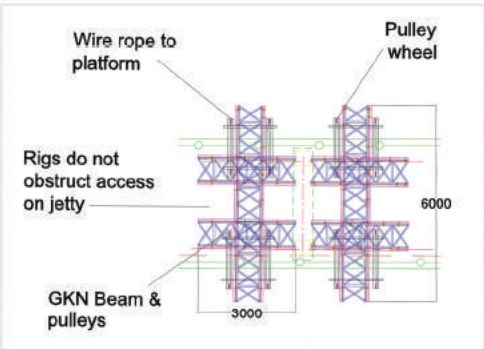 Wire rope to
platform
Pulley
wheel
Rigs do not
obstruct access
on jetty
6000
GKN Beam &
pulleys
3000